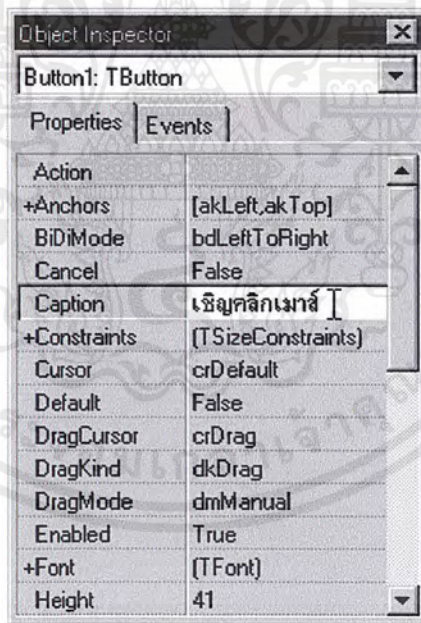 Object Inspector
Button1: TButton
Properties Events
Action
+Anchors [akLeft,akTop]
BiDiMode bdLeftToRight
Cancel False
Caption เชิญคลิกเมาส์
+Constraints (TSizeConstraints)
Cursor crDefault
Default False
DragCursor crDrag
DragKind dkDrag
DragMode dmManual
Enabled True
+Font (TFont)
Height 41